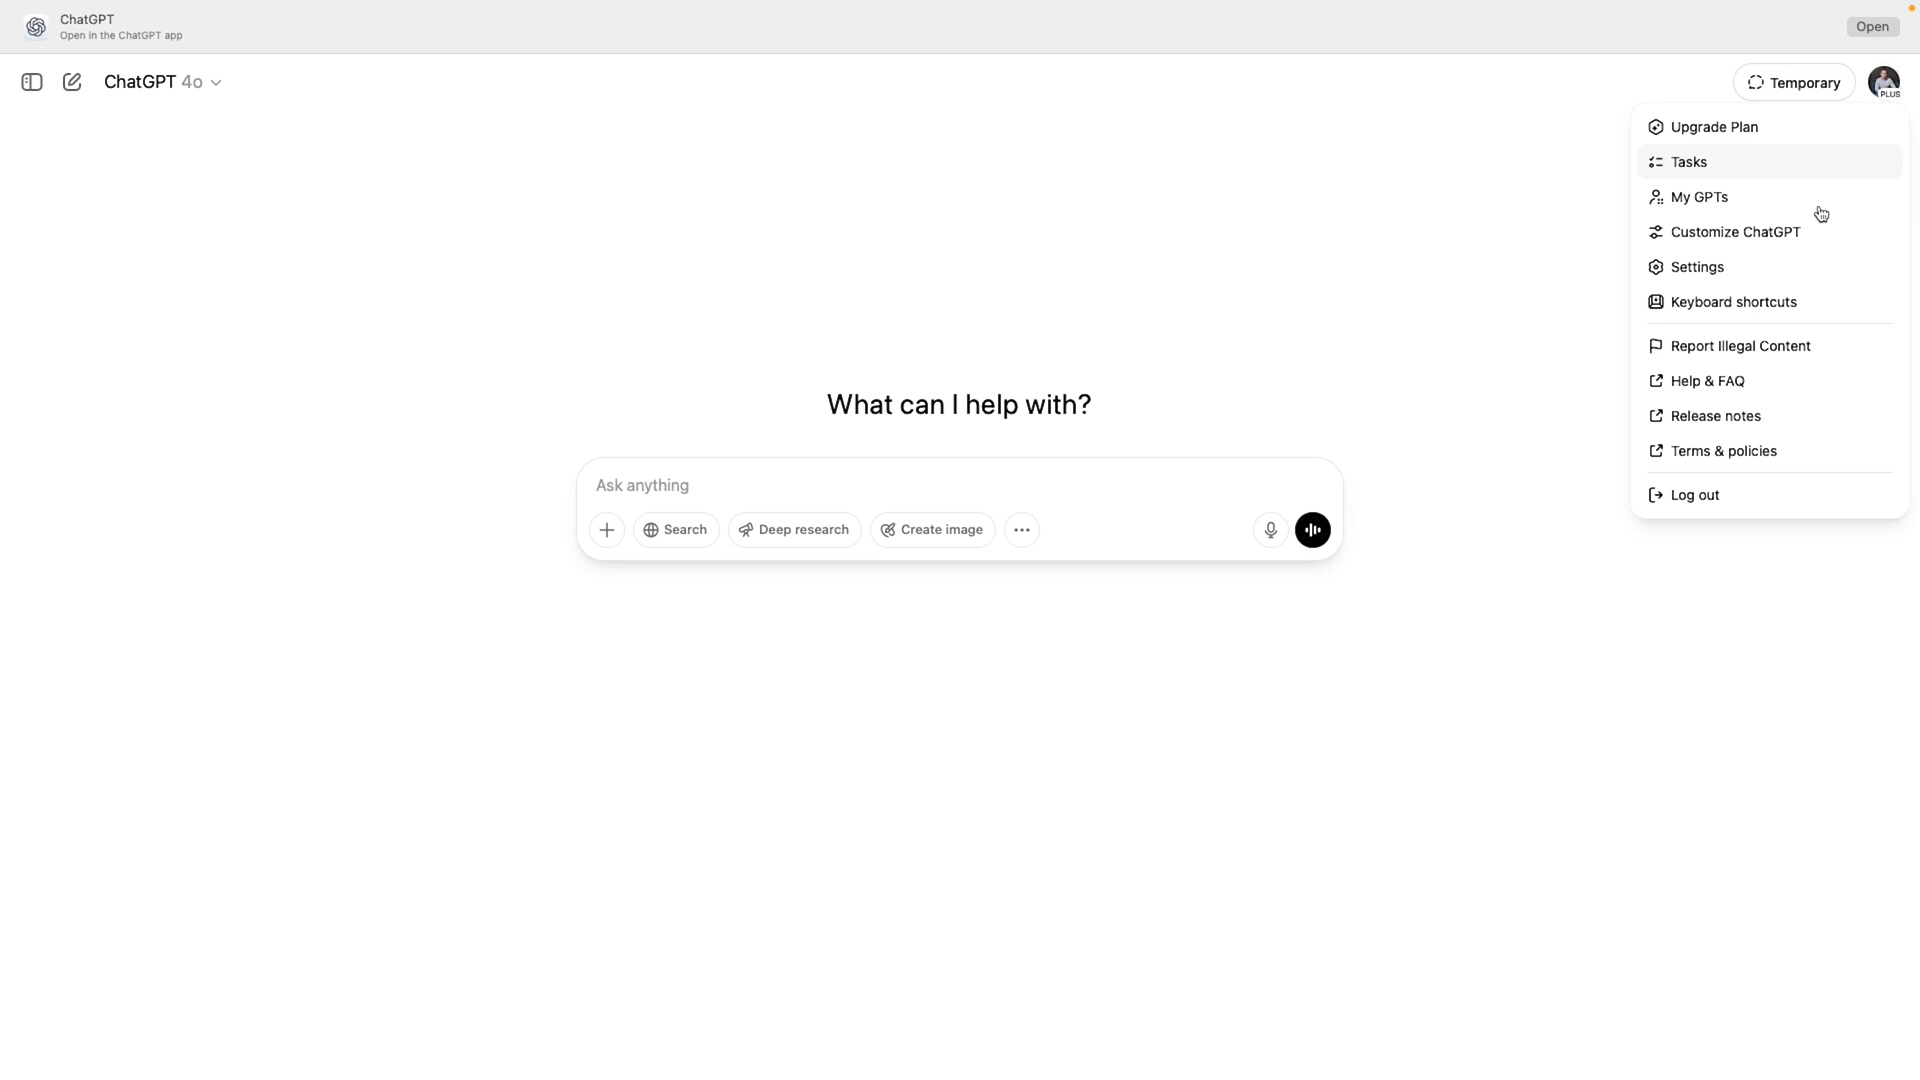 ChatGPT
Open in the ChatGPT app
Open
ChatGPT 4o
Temporary
PLUS
Upgrade Plan
Tasks
My GPTs
Customize ChatGPT
Settings
Keyboard shortcuts
Report Illegal Content
Help & FAQ
Release notes
Terms & policies
Log out
What can I help with?
Ask anything
Search
Deep research
Create image